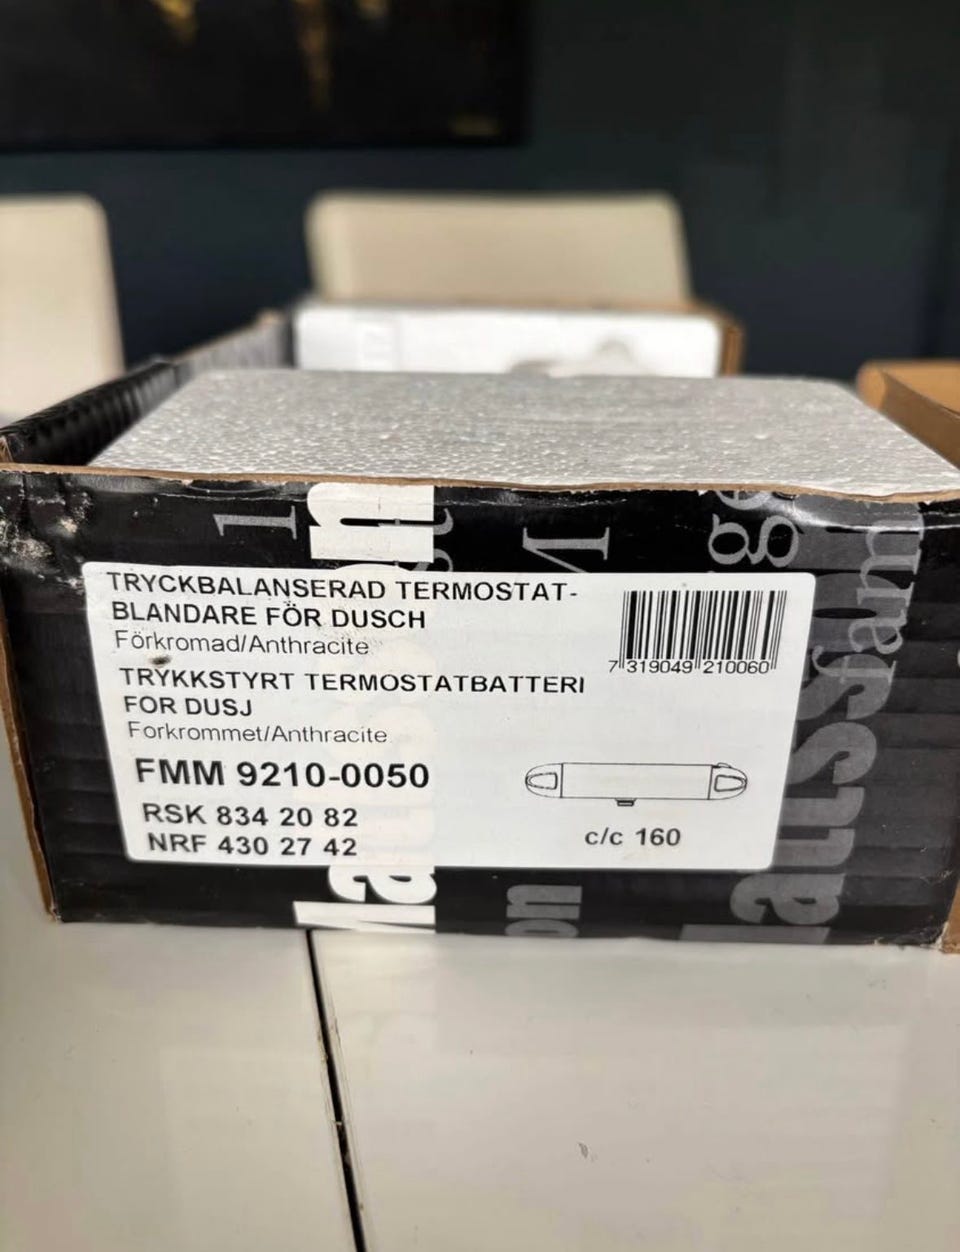 TRYCKBALANSERAD TERMOSTAT-
BLANDARE FÖR DUSCH
Förkromad/Anthracite
7 319049 210060
TRYKKSTYRT TERMOSTATBATTERI
FOR DUSJ
Forkrommet/Anthracite
FMM 9210-0050
RSK 834 20 82
NRF 430 27 42
c/c 160